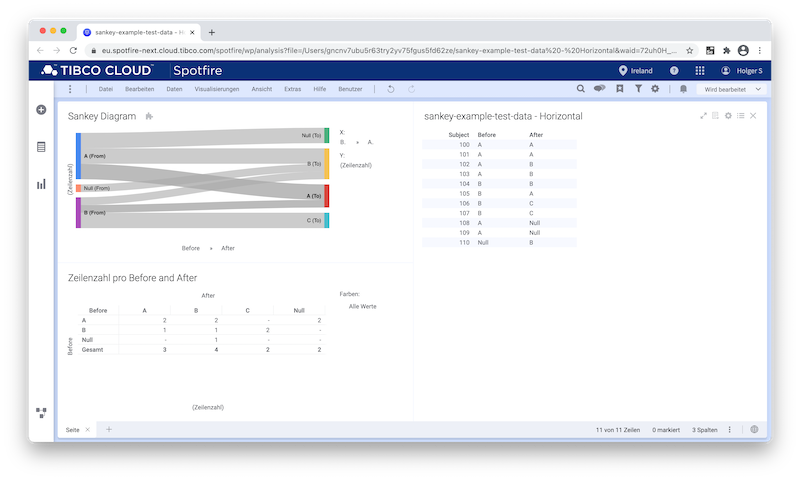 sankey-example-test-data - Ho
eu.spotfire-next.cloud.tibco.com/spotfire/wp/analysis?file=/Users/gncnv7ubu5r63try2yv75fgus5fd62ze/sankey-example-test-data%20-%20Horizontal&waid=72uh0H_...
TIBCO CLOUD™ Spotfire Ireland Holger S
Datei Bearbeiten Daten Visualisierungen Ansicht Extras Hilfe Benutzer Wird bearbeitet
Sankey Diagram
(Zeilenzahl)
A (From)
Null (From)
B (From)
Null (To)
B (To)
A (To)
C (To)
X:
B. A.
Y:
(Zeilenzahl)
Before After
Zeilenzahl pro Before and After
After
Before A B C Null
A 2 2 - 2
B 1 1 2 -
Null - 1 - -
Gesamt 3 4 2 2
Before
(Zeilenzahl)
Farben:
Alle Werte
sankey-example-test-data - Horizontal
Subject Before After
100 A A
101 A A
102 A B
103 A B
104 B B
105 B A
106 B C
107 B C
108 A Null
109 A Null
110 Null B
Seite
11 von 11 Zeilen 0 markiert 3 Spalten